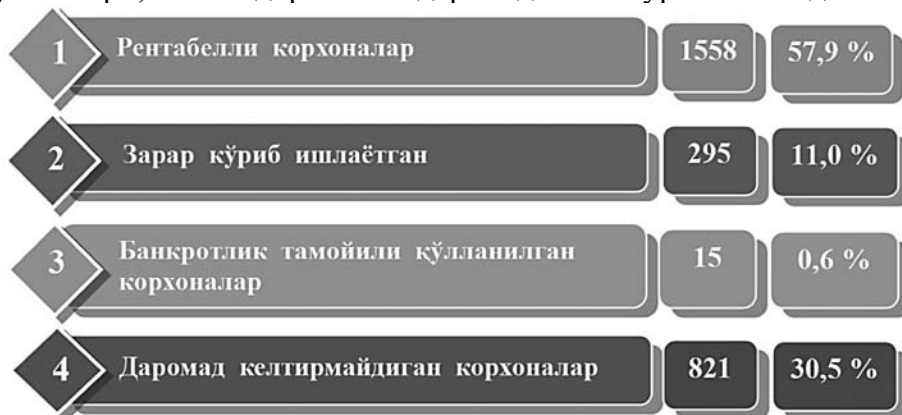 1 Рентабелли корхоналар 1558 57,9 %
2 Зарар кўриб ишлаётган 295 11,0 %
3 Банкротлик тамойили қўлланилган
корхоналар 15 0,6 %
4 Даромад келтирмайдиган корхоналар 821 30,5 %